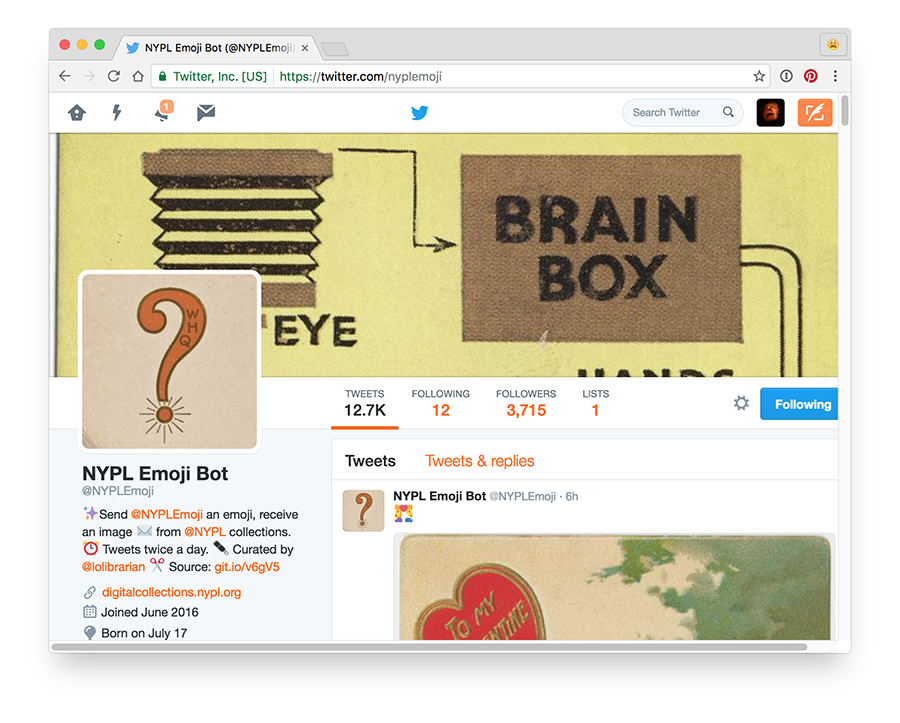 NYPL Emoji Bot (@NYPLEmoji)
Twitter, Inc. [US] https://twitter.com/nyplemoji
1
Search Twitter
BRAIN
BOX
EYE
HANDS
WHO
TWEETS FOLLOWING FOLLOWERS LISTS
12.7K 12 3,715 1
Following
Tweets Tweets & replies
NYPL Emoji Bot
@NYPLEmoji
✨Send @NYPLEmoji an emoji, receive
an image 📨 from @NYPL collections.
⏰ Tweets twice a day. ✒️ Curated by
@lolibrarian ✂️ Source: git.io/v6gV5
digitalcollections.nypl.org
Joined June 2016
Born on July 17
NYPL Emoji Bot @NYPLEmoji · 6h
TO MY